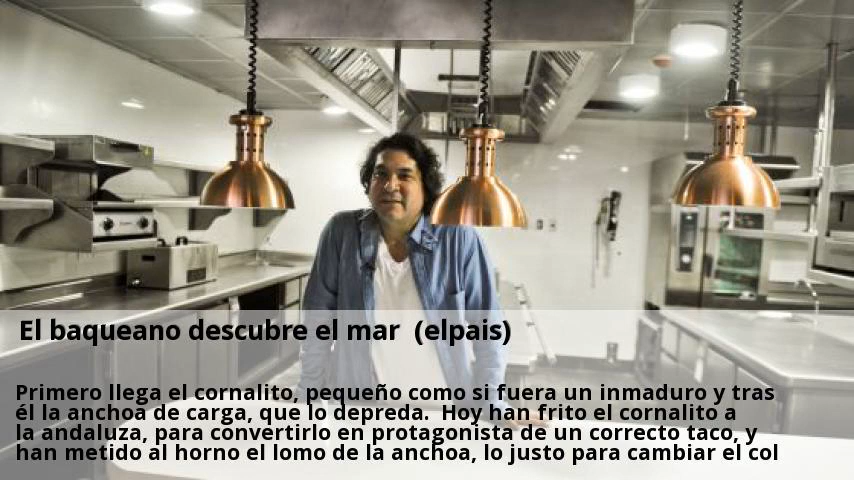 El baqueano descubre el mar (elpais)
Primero llega el cornalito, pequeño como si fuera un inmaduro y tras
él la anchoa de carga, que lo depreda. Hoy han frito el cornalito a
la andaluza, para convertirlo en protagonista de un correcto taco, y
han metido al horno el lomo de la anchoa, lo justo para cambiar el col